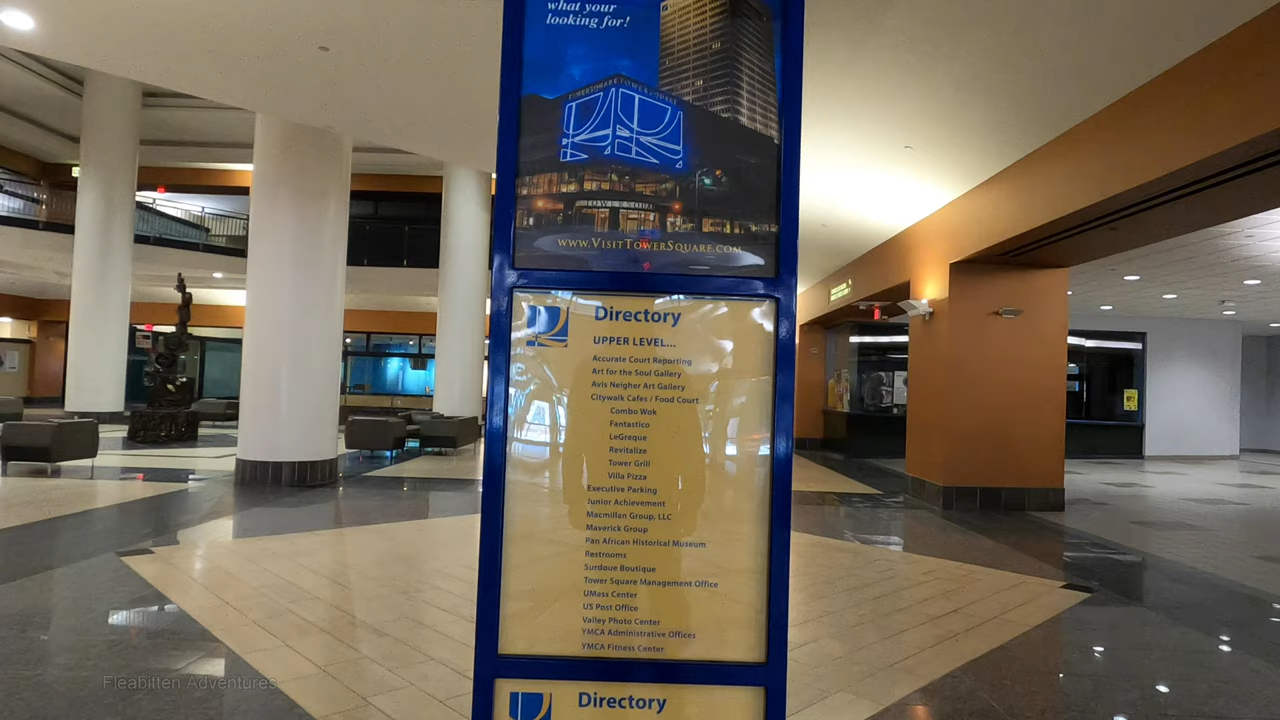 what your
looking for!
TOWERSQUARE TOWERSQUARE
TOWERSQUARE
www.VisitTowerSquare.com
Directory
UPPER LEVEL...
Accurate Court Reporting
Art for the Soul Gallery
Avis Neigher Art Gallery
Citywalk Cafes / Food Court
Combo Wok
Fantastico
LeGreque
Revitalize
Tower Grill
Villa Pizza
Executive Parking
Junior Achievement
Macmillan Group, LLC
Maverick Group
Pan African Historical Museum
Restrooms
Surdoue Boutique
Tower Square Management Office
UMass Center
US Post Office
Valley Photo Center
YMCA Administrative Offices
YMCA Fitness Center
Directory
Fleabitten Adventures